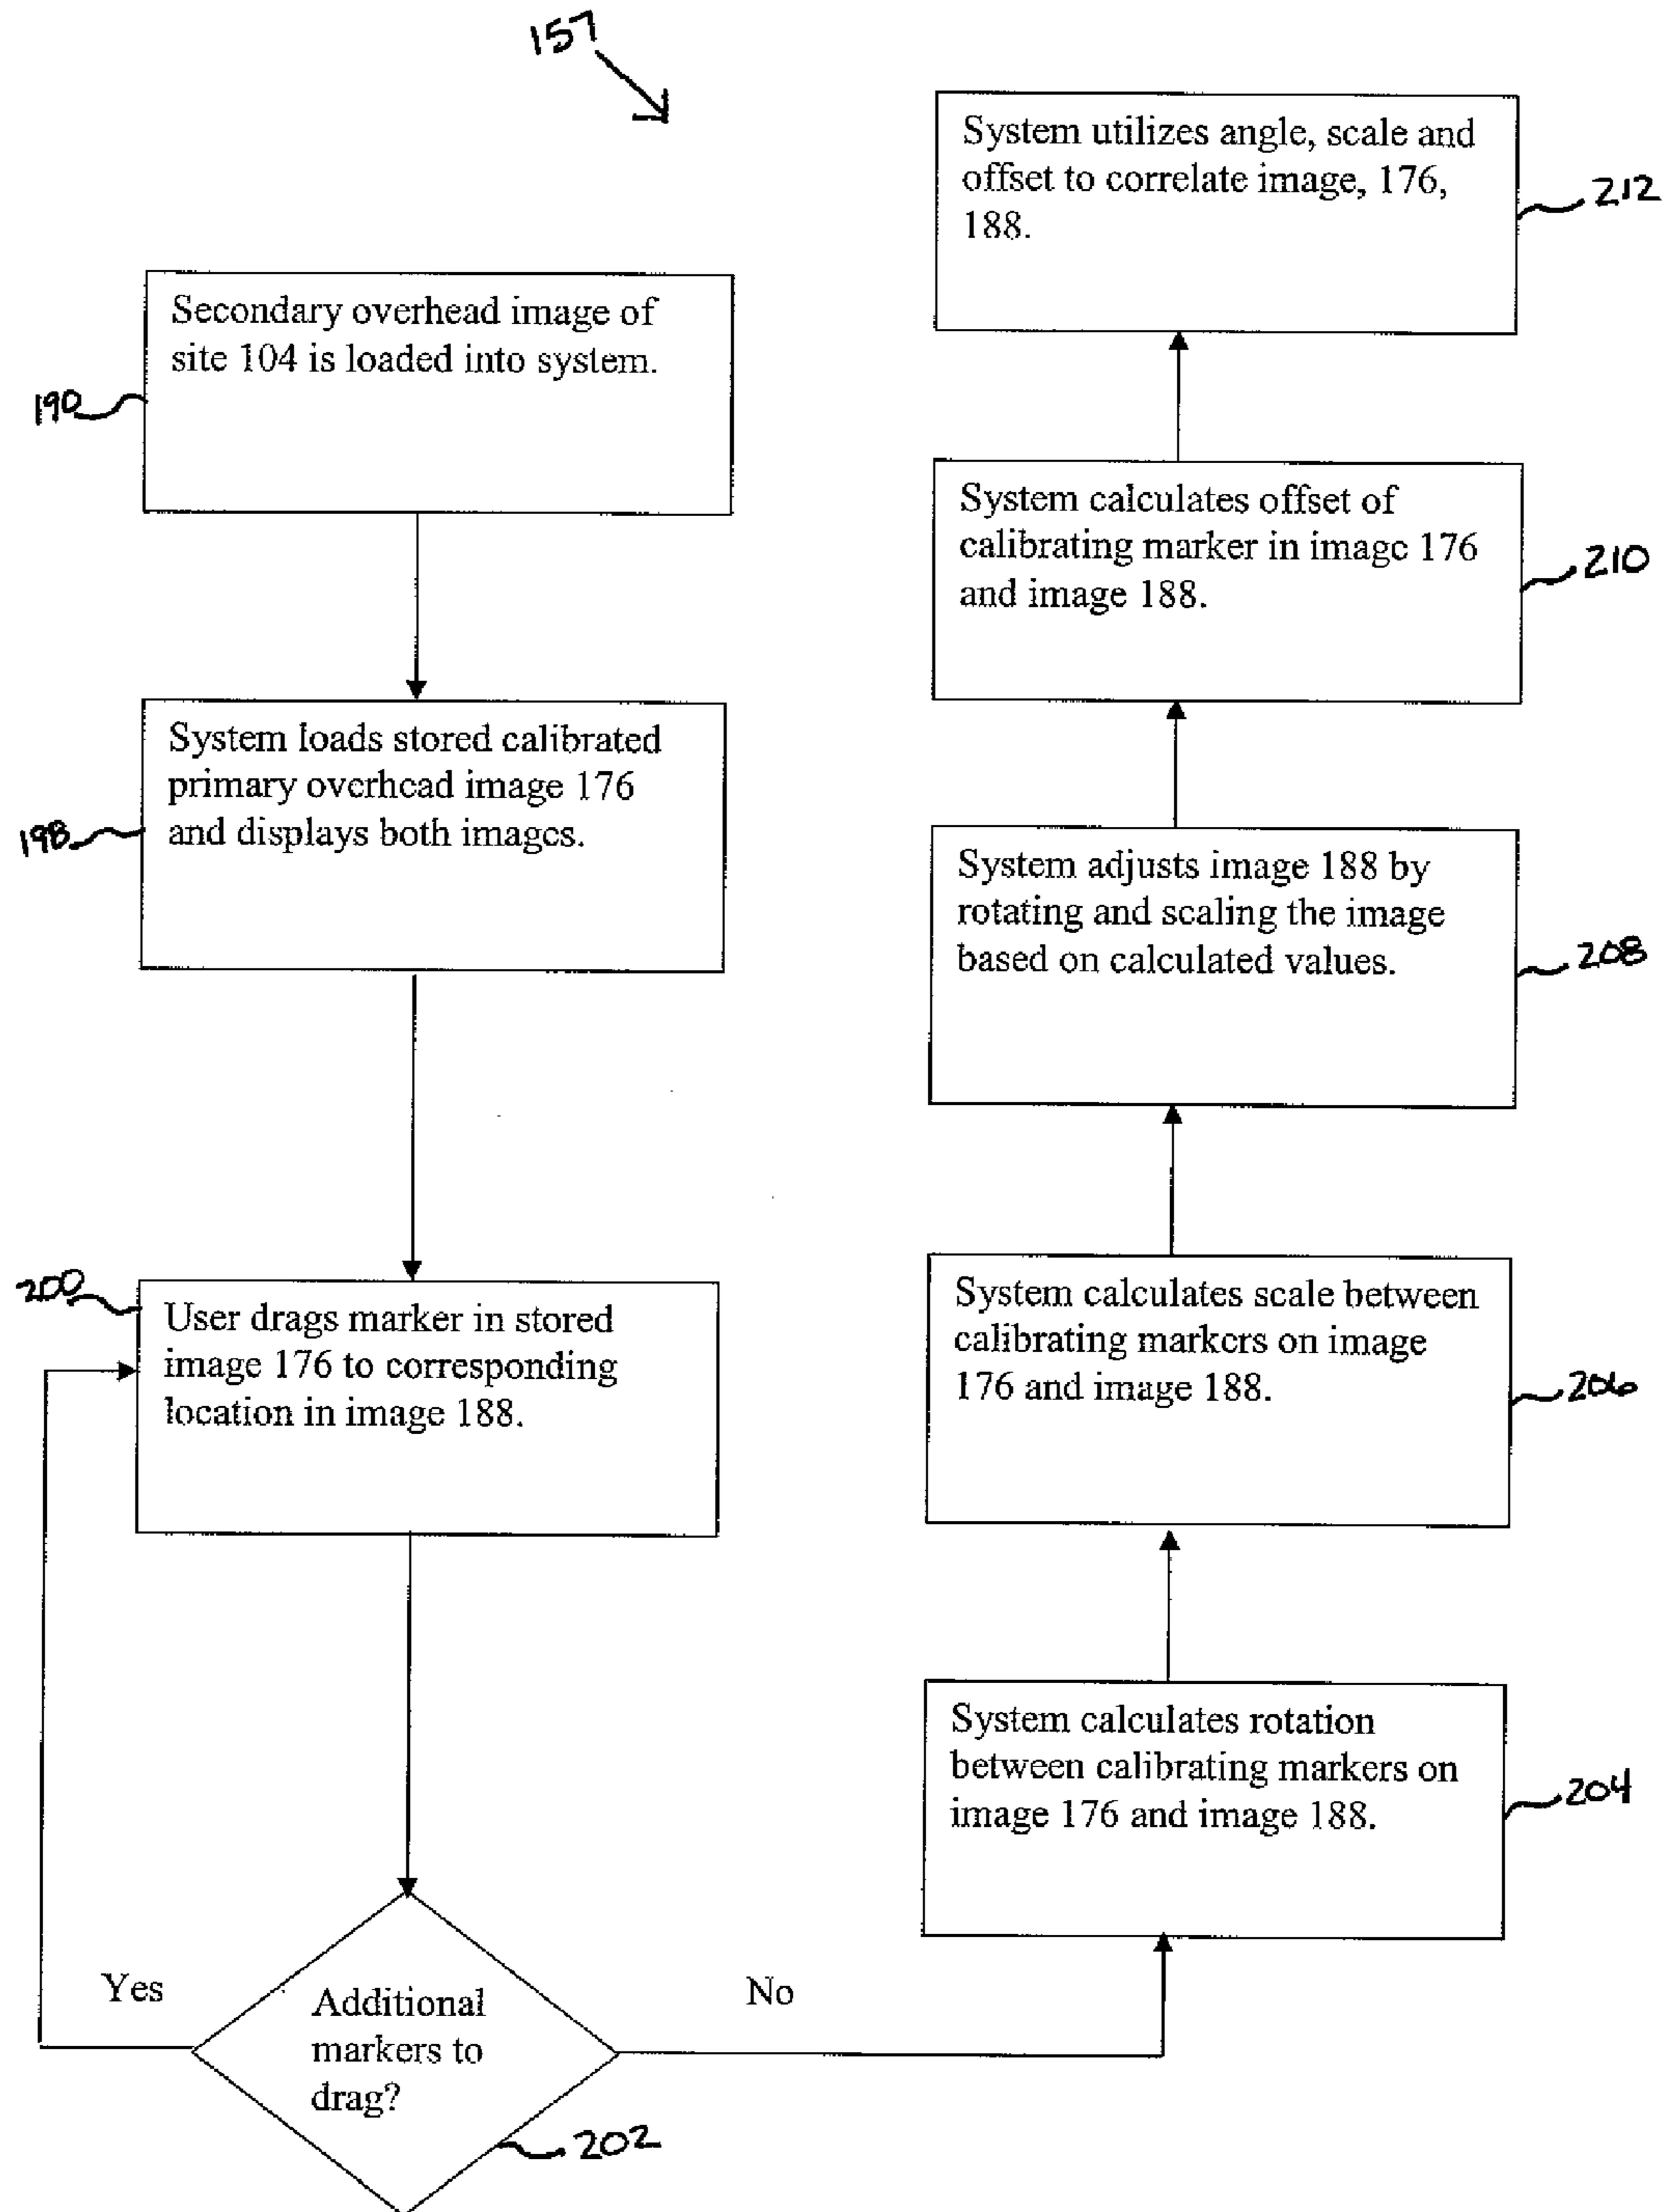 157
Secondary overhead image of
site 104 is loaded into system.
190
System loads stored calibrated
primary overhead image 176
and displays both images.
198
200
User drags marker in stored
image 176 to corresponding
location in image 188.
Yes
Additional
markers to
drag?
No
202
System calculates rotation
between calibrating markers on
image 176 and image 188.
204
System calculates scale between
calibrating markers on image
176 and image 188.
206
System adjusts image 188 by
rotating and scaling the image
based on calculated values.
208
System calculates offset of
calibrating marker in image 176
and image 188.
210
System utilizes angle, scale and
offset to correlate image, 176,
188.
212